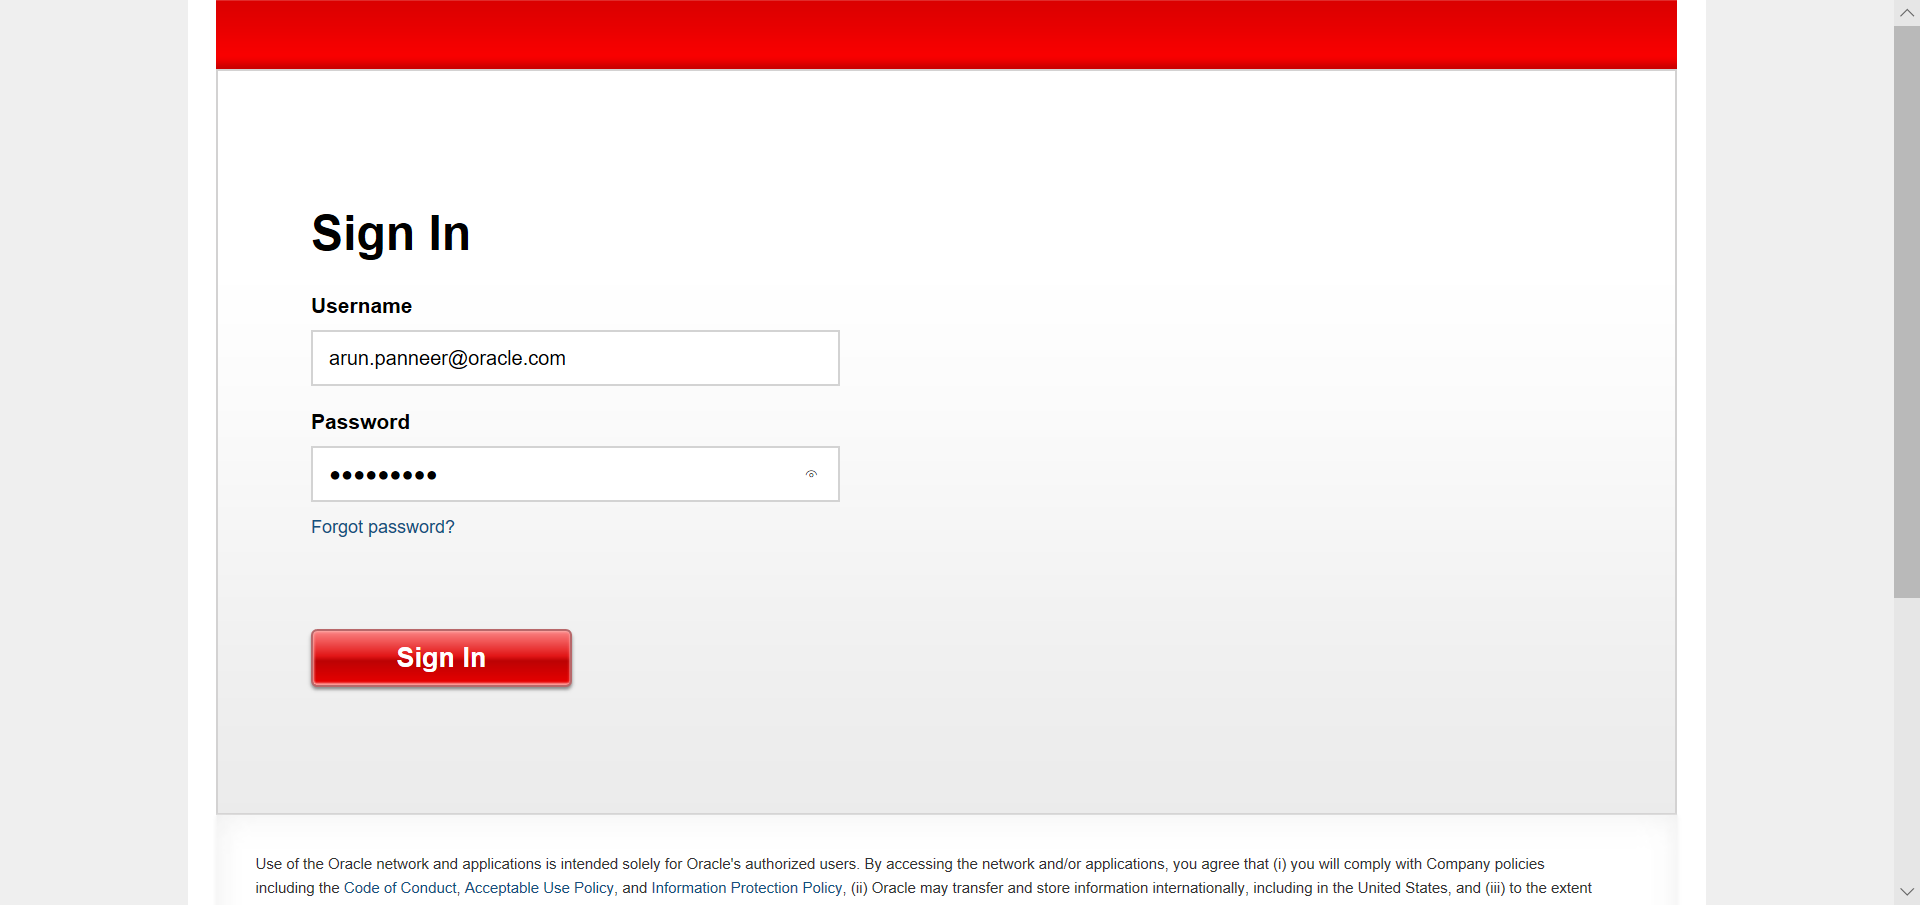 Sign In
Username
arun.panneer@oracle.com
Password
●●●●●●●●●
Forgot password?
Sign In
Use of the Oracle network and applications is intended solely for Oracle's authorized users. By accessing the network and/or applications, you agree that (i) you will comply with Company policies
including the Code of Conduct, Acceptable Use Policy, and Information Protection Policy, (ii) Oracle may transfer and store information internationally, including in the United States, and (iii) to the extent